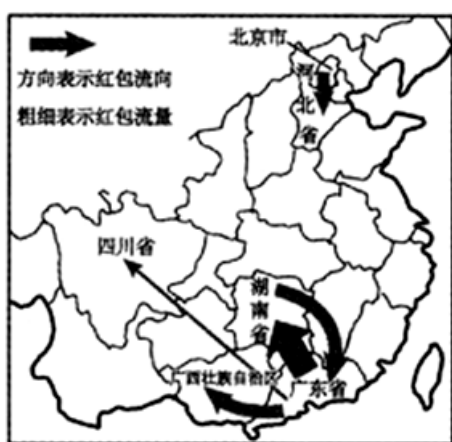 北京市
方向表示红包流向
粗细表示红包流量
河北省
四川省
湖南省
广西壮族自治区
广东省